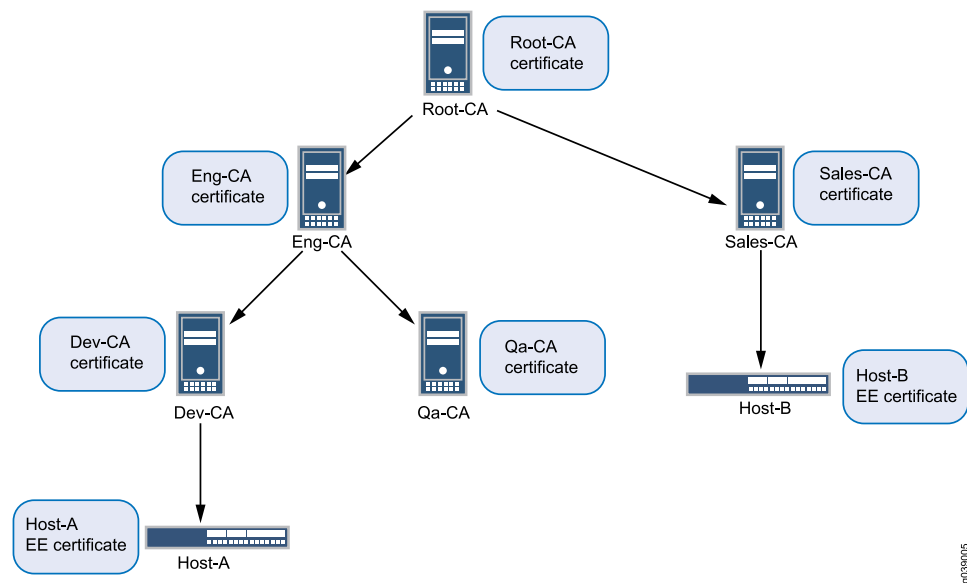 Root-CA
certificate
Root-CA
Eng-CA
certificate
Sales-CA
certificate
Eng-CA
Sales-CA
Dev-CA
certificate
Qa-CA
certificate
Host-B
EE certificate
Dev-CA
Qa-CA
Host-B
Host-A
EE certificate
Host-A
g039005